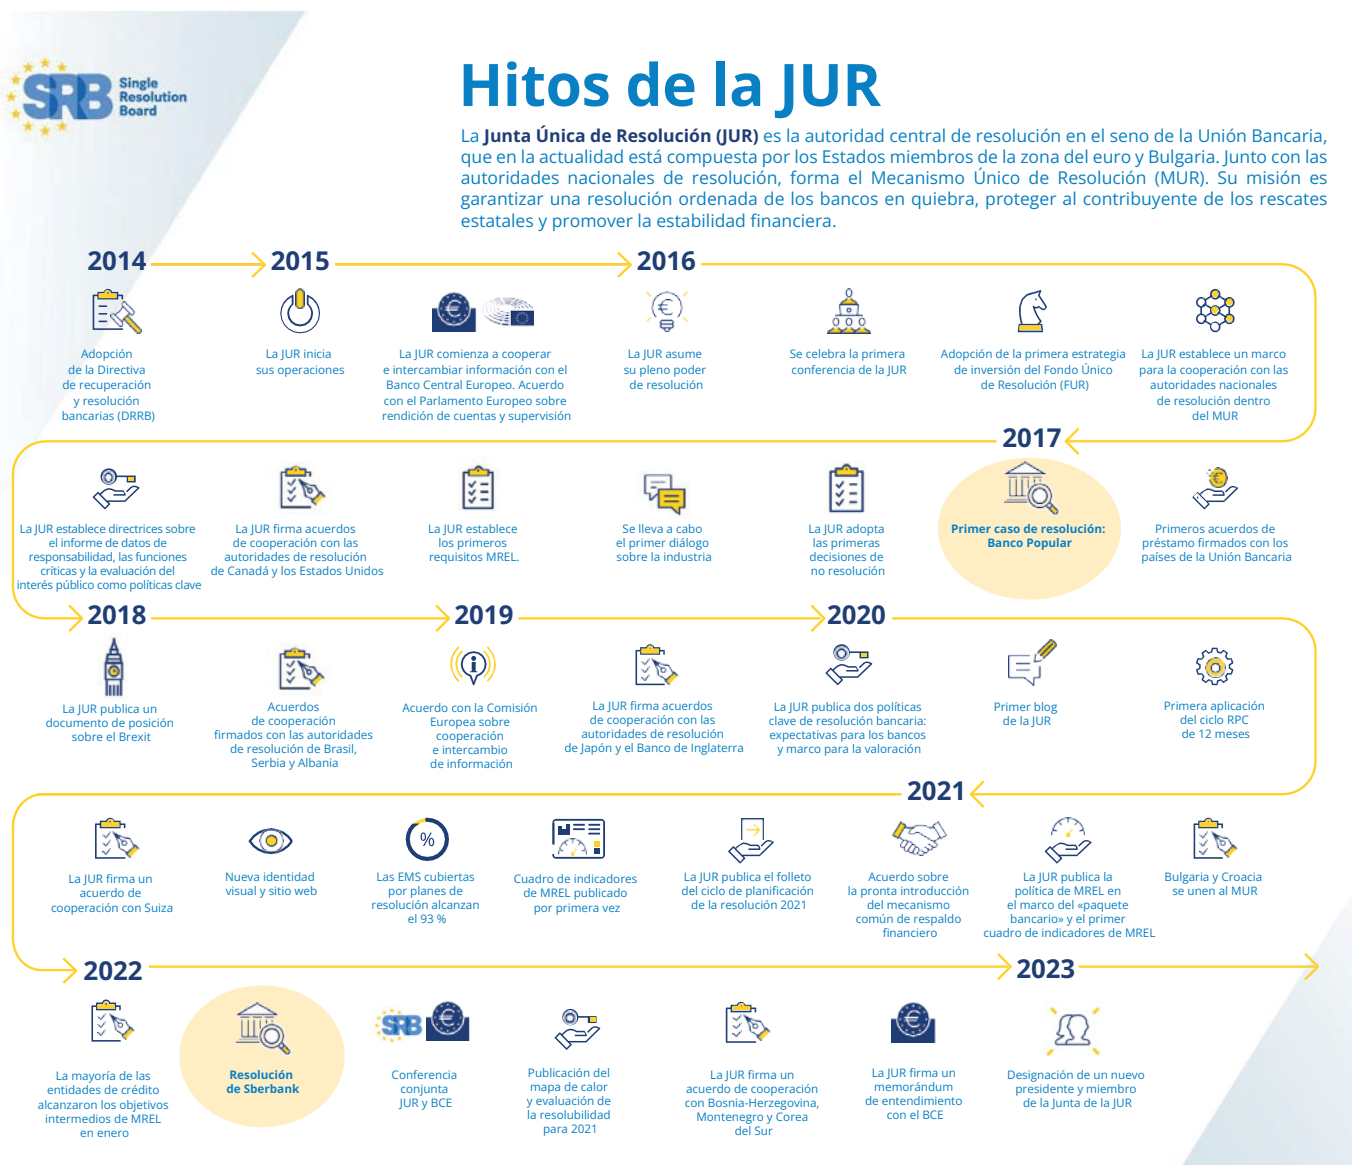 SRB
Single
Resolution
Board
Hitos de la JUR
La Junta Única de Resolución (JUR) es la autoridad central de resolución en el seno de la Unión Bancaria,
que en la actualidad está compuesta por los Estados miembros de la zona del euro y Bulgaria. Junto con las
autoridades nacionales de resolución, forma el Mecanismo Único de Resolución (MUR). Su misión es
garantizar una resolución ordenada de los bancos en quiebra, proteger al contribuyente de los rescates
estatales y promover la estabilidad financiera.
2014
Adopción
de la Directiva
de recuperación
y resolución
bancarias (DRRB)
2015
La JUR inicia
sus operaciones
La JUR comienza a cooperar
e intercambiar información con el
Banco Central Europeo. Acuerdo
con el Parlamento Europeo sobre
rendición de cuentas y supervisión
2016
La JUR asume
su pleno poder
de resolución
Se celebra la primera
conferencia de la JUR
Adopción de la primera estrategia
de inversión del Fondo Único
de Resolución (FUR)
La JUR establece un marco
para la cooperación con las
autoridades nacionales
de resolución dentro
del MUR
2017
La JUR establece directrices sobre
el informe de datos de
responsabilidad, las funciones
críticas y la evaluación del
interés público como políticas clave
La JUR firma acuerdos
de cooperación con las
autoridades de resolución
de Canadá y los Estados Unidos
La JUR establece
los primeros
requisitos MREL.
Se lleva a cabo
el primer diálogo
sobre la industria
La JUR adopta
las primeras
decisiones de
no resolución
Primer caso de resolución:
Banco Popular
Primeros acuerdos de
préstamo firmados con los
países de la Unión Bancaria
2018
La JUR publica un
documento de posición
sobre el Brexit
Acuerdos
de cooperación
firmados con las autoridades
de resolución de Brasil,
Serbia y Albania
2019
Acuerdo con la Comisión
Europea sobre
cooperación
e intercambio
de información
La JUR firma acuerdos
de cooperación con las
autoridades de resolución
de Japón y el Banco de Inglaterra
2020
La JUR publica dos políticas
clave de resolución bancaria:
expectativas para los bancos
y marco para la valoración
Primer blog
de la JUR
Primera aplicación
del ciclo RPC
de 12 meses
2021
La JUR firma un
acuerdo de
cooperación con Suiza
Nueva identidad
visual y sitio web
%
Las EMS cubiertas
por planes de
resolución alcanzan
el 93 %
Cuadro de indicadores
de MREL publicado
por primera vez
La JUR publica el folleto
del ciclo de planificación
de la resolución 2021
Acuerdo sobre
la pronta introducción
del mecanismo
común de respaldo
financiero
La JUR publica la
política de MREL en
el marco del «paquete
bancario» y el primer
cuadro de indicadores de MREL
Bulgaria y Croacia
se unen al MUR
2022
La mayoría de las
entidades de crédito
alcanzaron los objetivos
intermedios de MREL
en enero
Resolución
de Sberbank
SRB
Conferencia
conjunta
JUR y BCE
Publicación del
mapa de calor
y evaluación de
la resolubilidad
para 2021
La JUR firma un
acuerdo de cooperación
con Bosnia-Herzegovina,
Montenegro y Corea
del Sur
La JUR firma un
memorándum
de entendimiento
con el BCE
2023
Designación de un nuevo
presidente y miembro
de la Junta de la JUR